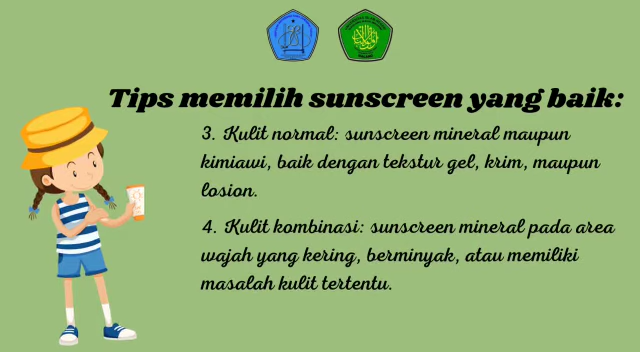 Tips memilih sunscreen yang baik:
3. Kulit normal: sunscreen mineral maupun
kimiawi, baik dengan tekstur gel, krim, maupun
losion.
4. Kulit kombinasi: sunscreen mineral pada area
wajah yang kering, berminyak, atau memiliki
masalah kulit tertentu.